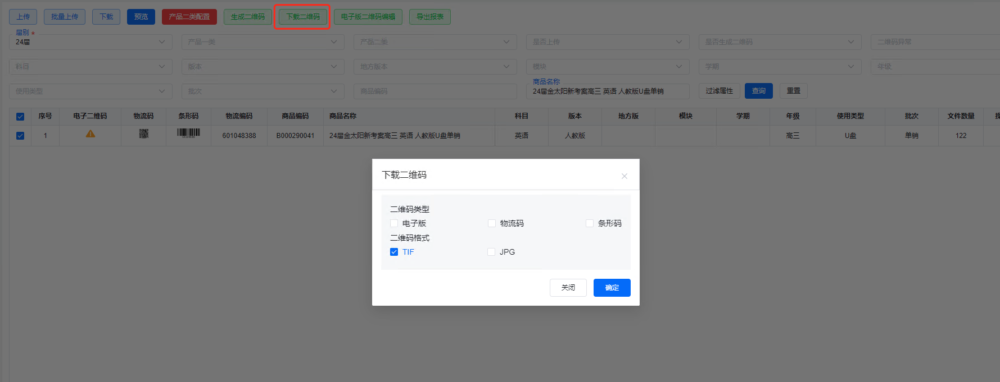 上传 批量上传 下载 预览 产品二类配置 生成二维码 下载二维码 电子版二维码编辑 导出报表
届别 *
24届 产品一类 产品二类 是否上传 是否生成二维码 二维码异常
科目 版本 地方版本 模块 学期 年级
商品名称
使用类型 批次 商品编码 24届金太阳新考案高三 英语 人教版U盘单销 过滤属性 查询 重置
序号 电子二维码 物流码 条形码 物流编码 商品编码 商品名称 科目 版本 地方版 模块 学期 年级 使用类型 批次 文件数量
1 601048388 B000290041 24届金太阳新考案高三 英语 人教版U盘单销 英语 人教版 高三 U盘 单销 122
下载二维码
二维码类型
电子版 物流码 条形码
二维码格式
TIF JPG
关闭 确定